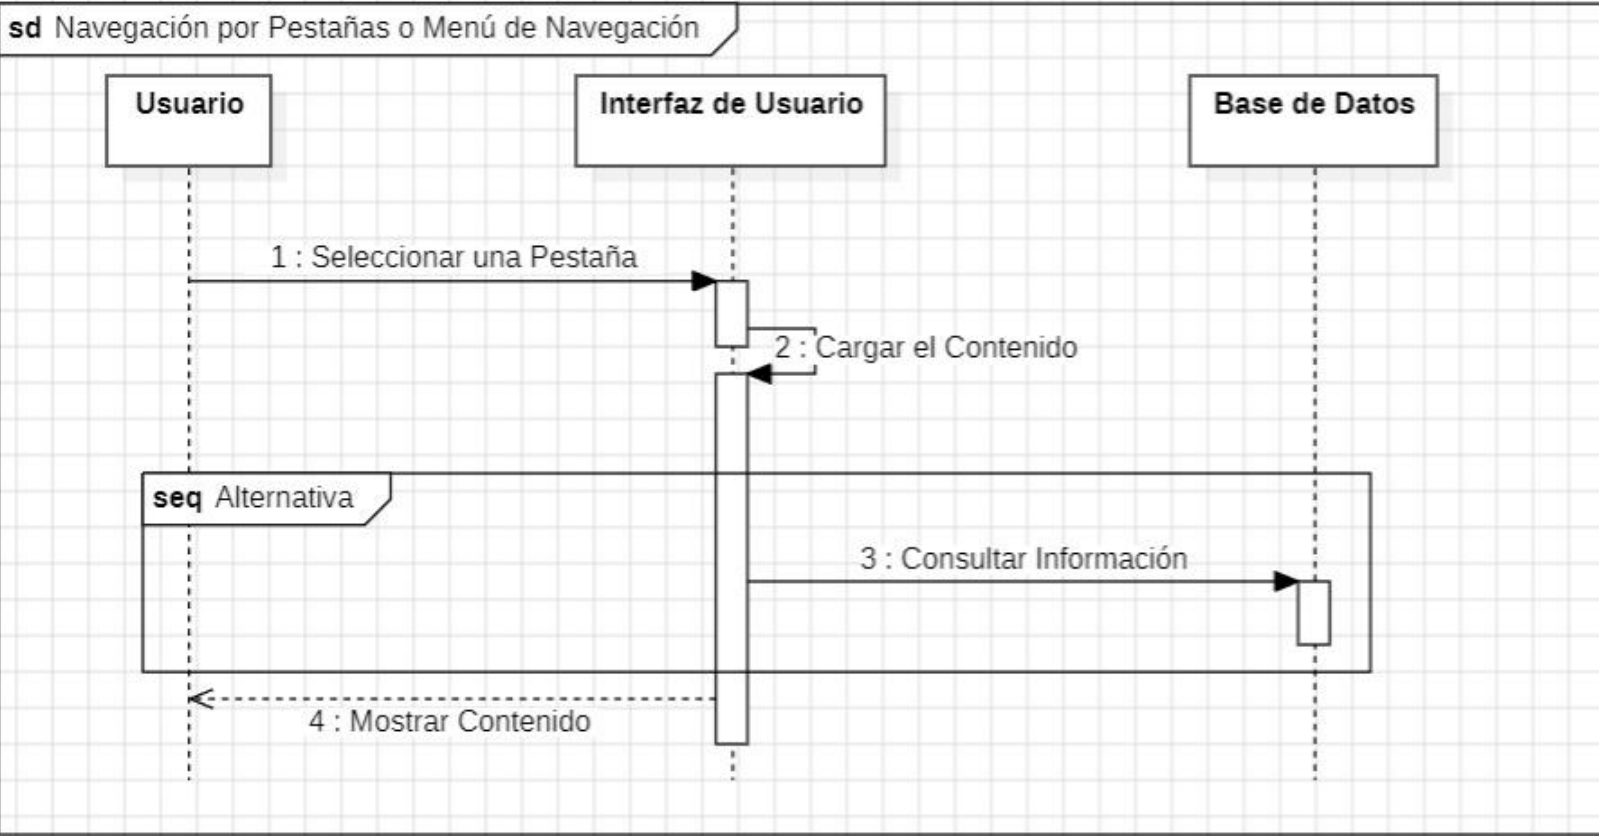 sd Navegación por Pestañas o Menú de Navegación
Usuario
Interfaz de Usuario
Base de Datos
1 : Seleccionar una Pestaña
2 : Cargar el Contenido
seq Alternativa
3 : Consultar Información
4 : Mostrar Contenido